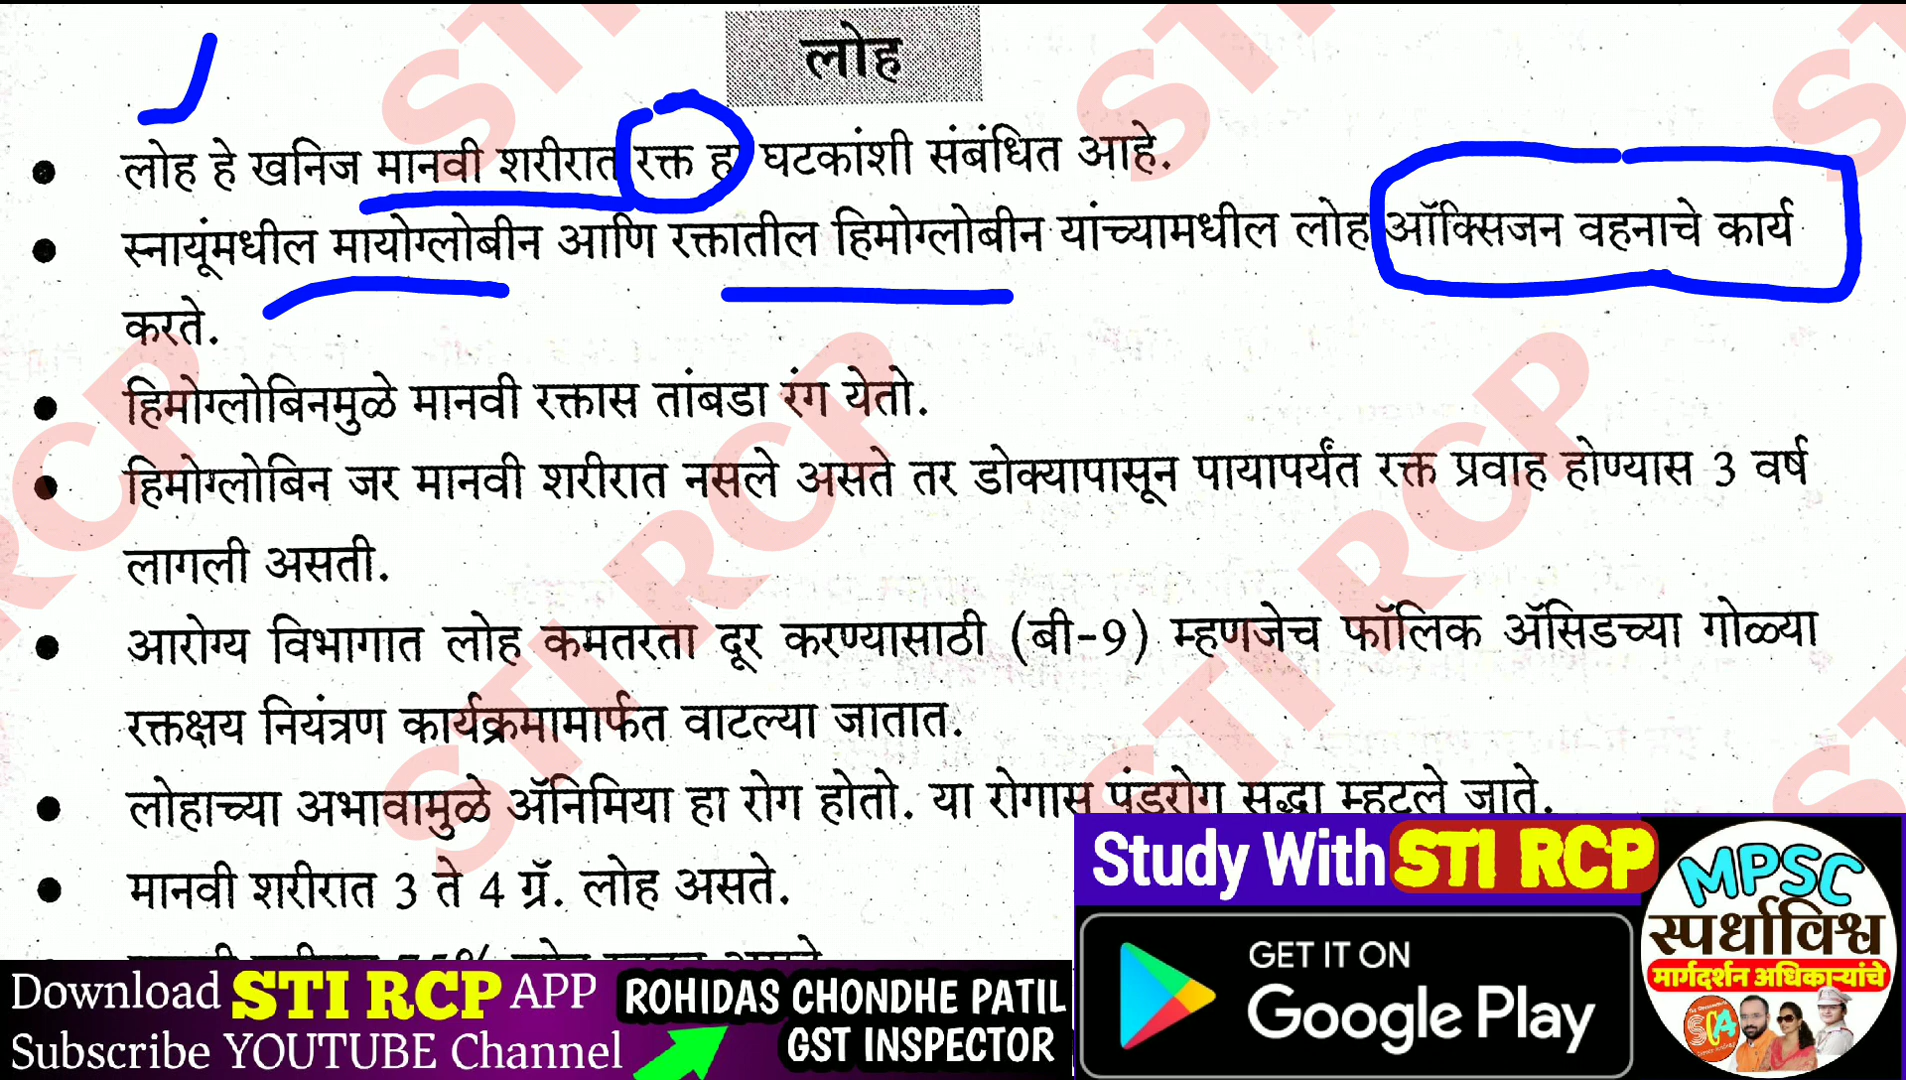 लोह
लोह हे खनिज मानवी शरीरात रक्त ह घटकांशी संबंधित आहे.
स्नायूंमधील मायोग्लोबीन आणि रक्तातील हिमोग्लोबीन यांच्यामधील लोह ऑक्सिजन वहनाचे कार्य
करते.
हिमोग्लोबिनमुळे मानवी रक्तास तांबडा रंग येतो.
हिमोग्लोबिन जर मानवी शरीरात नसले असते तर डोक्यापासून पायापर्यंत रक्त प्रवाह होण्यास 3 वर्ष
लागली असती.
आरोग्य विभागात लोह कमतरता दूर करण्यासाठी (बी-9) म्हणजेच फॉलिक ॲसिडच्या गोळ्या
रक्तक्षय नियंत्रण कार्यक्रमामार्फत वाटल्या जातात.
लोहाच्या अभावामुळे ॲनिमिया हा रोग होतो. या रोगास पंडुरोग सुद्धा म्हटले जाते.
मानवी शरीरात 3 ते 4 ग्रॅ. लोह असते.
STI RCP
Study With STI RCP
GET IT ON
Google Play
MPSC
स्पर्धाविश्व
मार्गदर्शन अधिकाऱ्यांचे
Download STI RCP APP
Subscribe YOUTUBE Channel
ROHIDAS CHONDHE PATIL
GST INSPECTOR